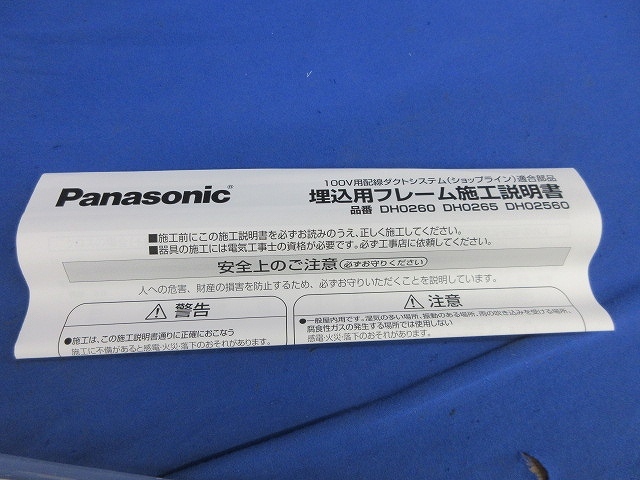 Panasonic®
100V用配線ダクトシステム(ショップライン)適合部品
埋込用フレーム施工説明書
品番 DH0260 DH0265 DH02560
■施工前にこの施工説明書を必ずお読みのうえ、正しく施工してください。
■器具の施工には電気工事士の資格が必要です。必ず工事店に依頼してください。
安全上のご注意 (必ずお守りください)
人への危害、財産の損害を防止するため、必ずお守りいただくことを説明しています。
⚠ 警告
●施工は、この施工説明書通りに正確におこなう
施工に不備があると感電・火災・落下のおそれがあります。
⚠ 注意
●一般屋内用です。湿気の多い場所、振動のある場所、雨の吹き込みを受ける場所、
腐食性ガスの発生する場所では使用しない
感電・火災・落下のおそれがあります。